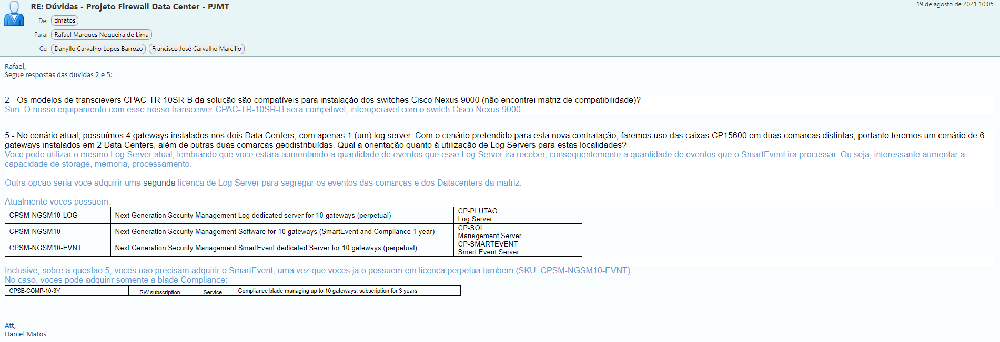 RE: Dúvidas - Projeto Firewall Data Center - PJMT
19 de agosto de 2021 10:05
De: dmatos
Para: Rafael Marques Nogueira de Lima
Cc: Danyllo Carvalho Lopes Barrozo Francisco José Carvalho Marcilio
Rafael,
Segue respostas das duvidas 2 e 5:
2 - Os modelos de transcievers CPAC-TR-10SR-B da solução são compatíveis para instalação dos switches Cisco Nexus 9000 (não encontrei matriz de compatibilidade)?
Sim. O nosso equipamento com esse nosso transceiver CPAC-TR-10SR-B sera compativel, interoperavel com o switch Cisco Nexus 9000.
5 - No cenário atual, possuímos 4 gateways instalados nos dois Data Centers, com apenas 1 (um) log server. Com o cenário pretendido para esta nova contratação, faremos uso das caixas CP15600 em duas comarcas distintas, portanto teremos um cenário de 6
gateways instalados em 2 Data Centers, além de outras duas comarcas geodistribuídas. Qual a orientação quanto à utilização de Log Servers para estas localidades?
Voce pode utilizar o mesmo Log Server atual, lembrando que voce estara aumentando a quantidade de eventos que esse Log Server ira receber, consequentemente a quantidade de eventos que o SmartEvent ira processar. Ou seja, interessante aumentar a
capacidade de storage, memoria, processamento.
Outra opcao seria voce adquirir uma segunda licenca de Log Server para segregar os eventos das comarcas e dos Datacenters da matriz.
Atualmente voces possuem:
CPSM-NGSM10-LOG Next Generation Security Management Log dedicated server for 10 gateways (perpetual) CP-PLUTAO
Log Server
CPSM-NGSM10 Next Generation Security Management Software for 10 gateways (SmartEvent and Compliance 1 year) CP-SOL
Management Server
CPSM-NGSM10-EVNT Next Generation Security Management SmartEvent dedicated Server for 10 gateways (perpetual) CP-SMARTEVENT
Smart Event Server
Inclusive, sobre a questao 5, voces nao precisam adquirir o SmartEvent, uma vez que voces ja o possuem em licenca perpetua tambem (SKU: CPSM-NGSM10-EVNT).
No caso, voces pode adquirir somente a blade Compliance:
CPSB-COMP-10-3Y SW subscription Service Compliance blade managing up to 10 gateways, subscription for 3 years
Att,
Daniel Matos